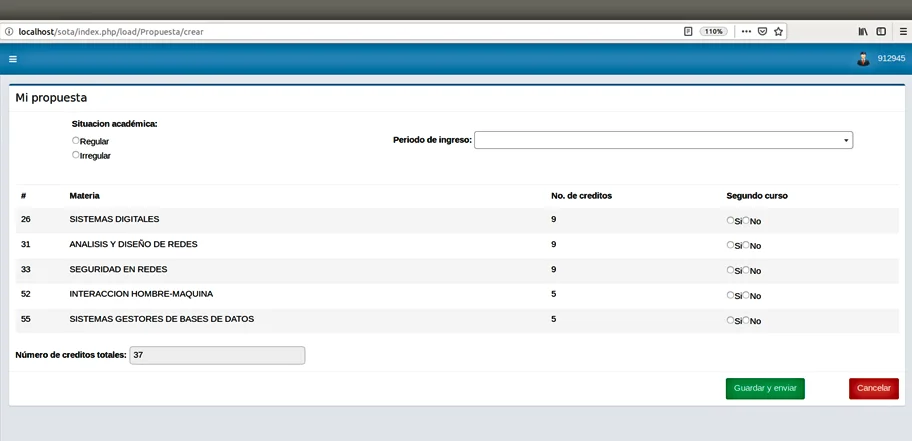 localhost/sota/index.php/load/Propuesta/crear 110%
912945
Mi propuesta
Situacion académica:
Regular
Irregular
Periodo de ingreso:
# Materia No. de creditos Segundo curso
26 SISTEMAS DIGITALES 9 Si No
31 ANALISIS Y DISEÑO DE REDES 9 Si No
33 SEGURIDAD EN REDES 9 Si No
52 INTERACCION HOMBRE-MAQUINA 5 Si No
55 SISTEMAS GESTORES DE BASES DE DATOS 5 Si No
Número de creditos totales: 37
Guardar y enviar Cancelar